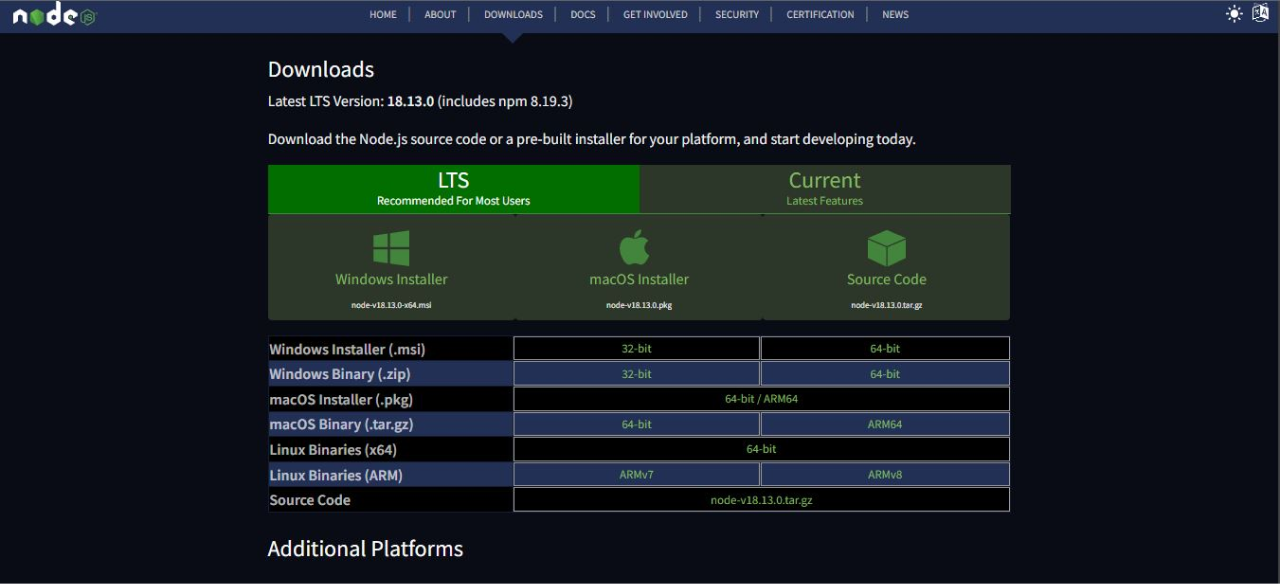 node JS
HOME | ABOUT | DOWNLOADS | DOCS | GET INVOLVED | SECURITY | CERTIFICATION | NEWS
Downloads
Latest LTS Version: 18.13.0 (includes npm 8.19.3)
Download the Node.js source code or a pre-built installer for your platform, and start developing today.
LTS
Recommended For Most Users
Current
Latest Features
Windows Installer
node-v18.13.0-x64.msi
macOS Installer
node-v18.13.0.pkg
Source Code
node-v18.13.0.tar.gz
Windows Installer (.msi) 32-bit 64-bit
Windows Binary (.zip) 32-bit 64-bit
macOS Installer (.pkg) 64-bit / ARM64
macOS Binary (.tar.gz) 64-bit ARM64
Linux Binaries (x64) 64-bit
Linux Binaries (ARM) ARMv7 ARMv8
Source Code node-v18.13.0.tar.gz
Additional Platforms